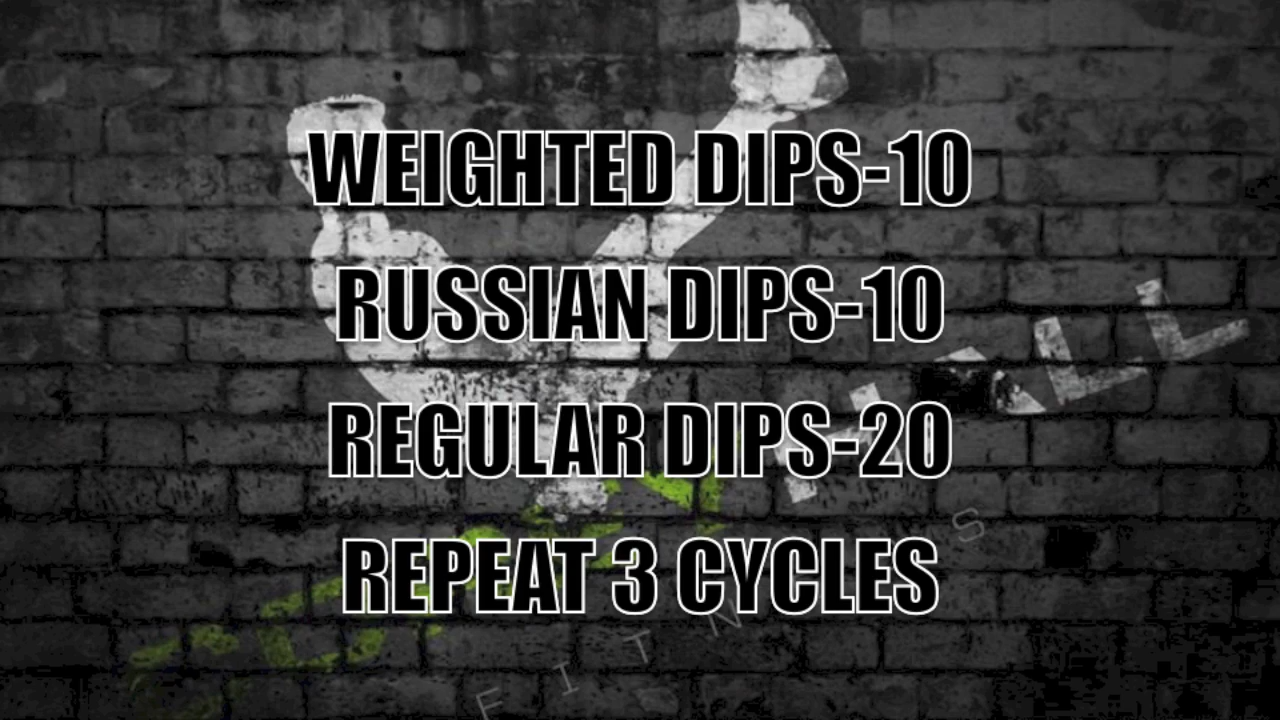 WEIGHTED DIPS-10
RUSSIAN DIPS-10
REGULAR DIPS-20
REPEAT 3 CYCLES